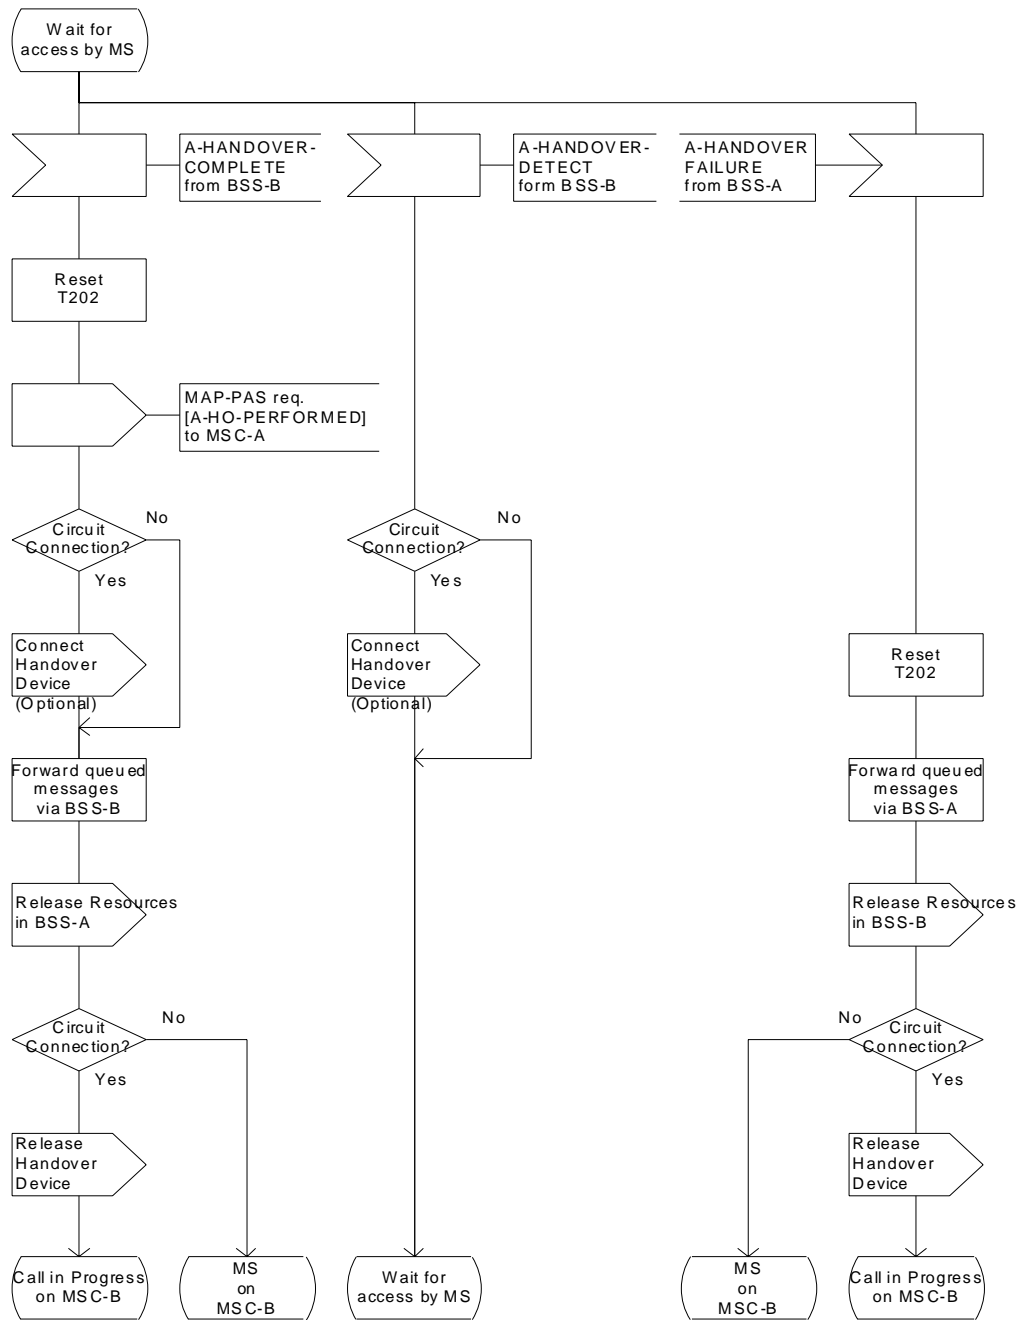 Wait for
access by MS
A-HANDOVER-
COMPLETE
from BSS-B
A-HANDOVER-
DETECT
form BSS-B
A-HANDOVER
FAILURE
from BSS-A
Reset
T202
MAP-PAS req.
[A-HO-PERFORMED]
to MSC-A
Circuit
Connection?
No
Yes
Circuit
Connection?
No
Yes
Connect
Handover
Device
(Optional)
Connect
Handover
Device
(Optional)
Reset
T202
Forward queued
messages
via BSS-B
Forward queued
messages
via BSS-A
Release Resources
in BSS-A
Release Resources
in BSS-B
Circuit
Connection?
No
Yes
No
Circuit
Connection?
Yes
Release
Handover
Device
Release
Handover
Device
Call in Progress
on MSC-B
MS
on
MSC-B
Wait for
access by MS
MS
on
MSC-B
Call in Progress
on MSC-B